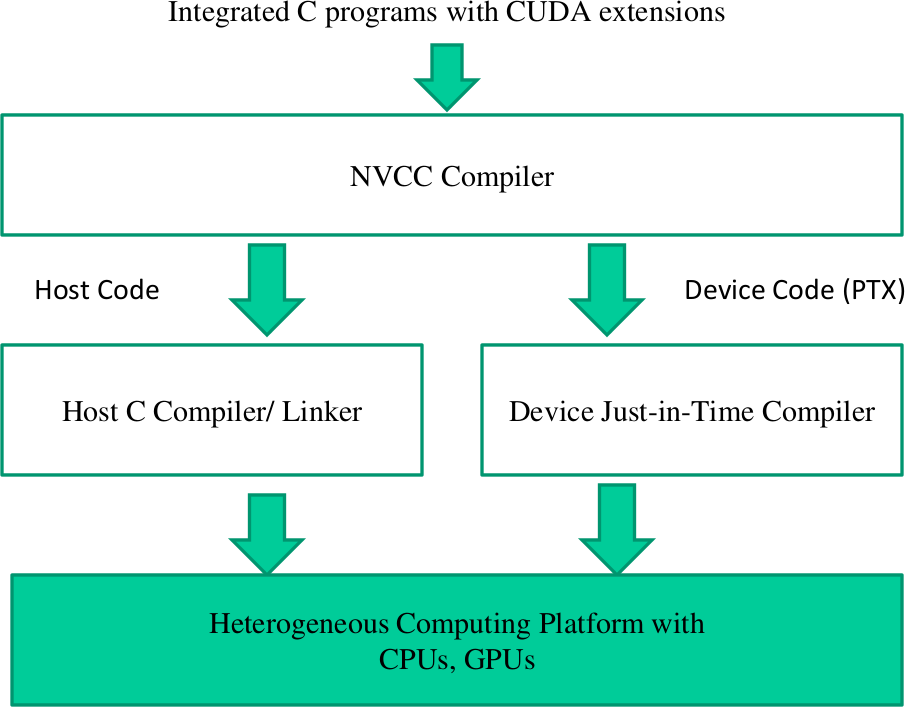 Integrated C programs with CUDA extensions
NVCC Compiler
Host Code
Device Code (PTX)
Host C Compiler/ Linker
Device Just-in-Time Compiler
Heterogeneous Computing Platform with
CPUs, GPUs